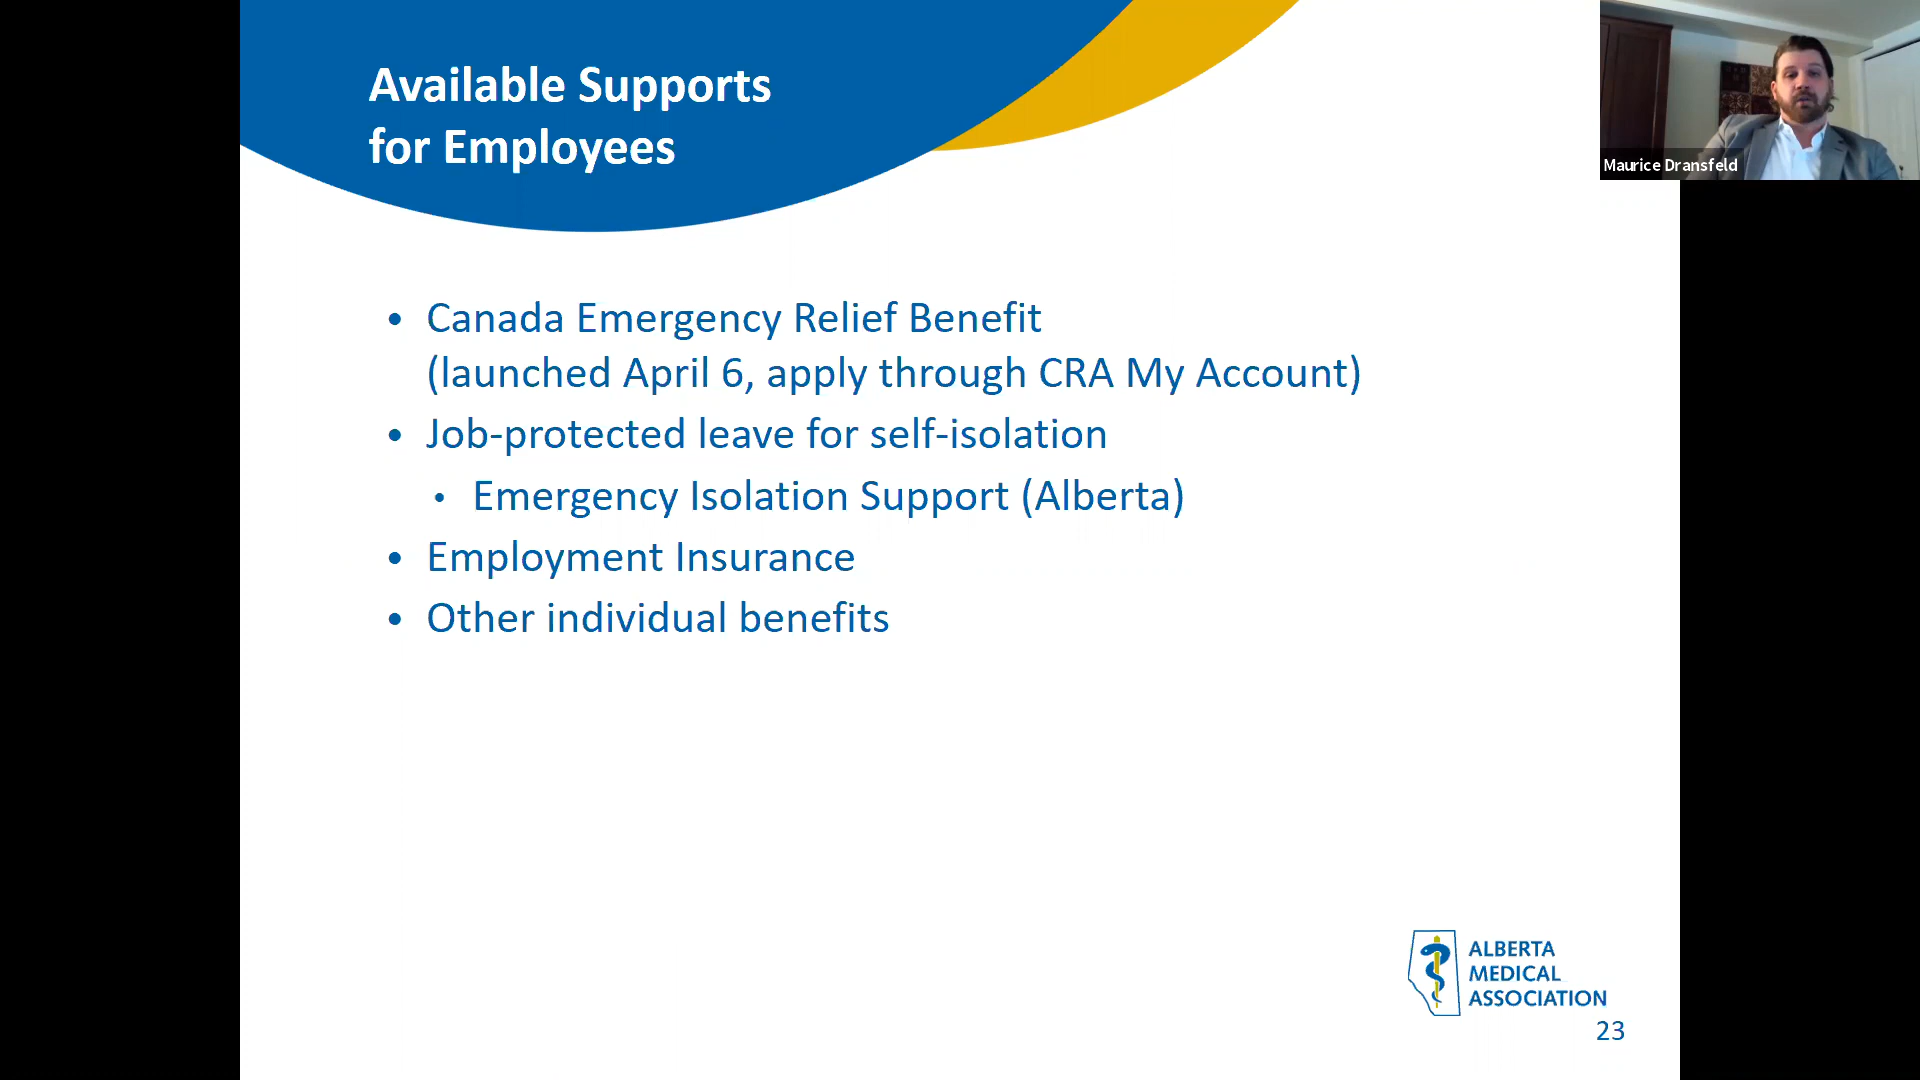 Available Supports
for Employees
Maurice Dransfeld
• Canada Emergency Relief Benefit
(launched April 6, apply through CRA My Account)
• Job-protected leave for self-isolation
• Emergency Isolation Support (Alberta)
• Employment Insurance
• Other individual benefits
ALBERTA
MEDICAL
ASSOCIATION
23